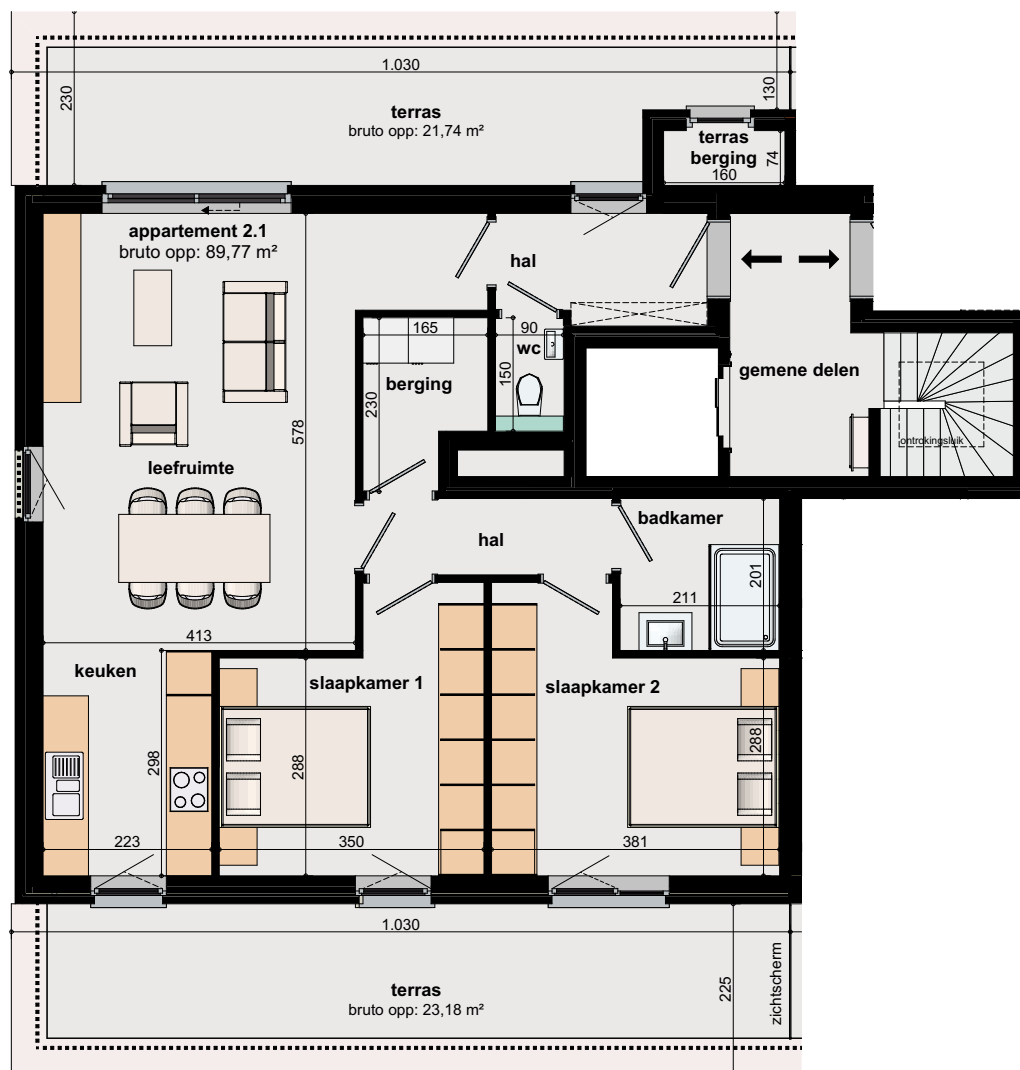 1.030
230
130
terras
bruto opp: 21,74 m²
terras
berging
74
160
appartement 2.1
bruto opp: 89,77 m²
hal
165
90
wc
150
berging
230
gemene delen
578
ontrokingsluik
leefruimte
badkamer
hal
201
211
413
keuken
slaapkamer 1
slaapkamer 2
298
288
288
223
350
381
1.030
225
zichtscherm
terras
bruto opp: 23,18 m²